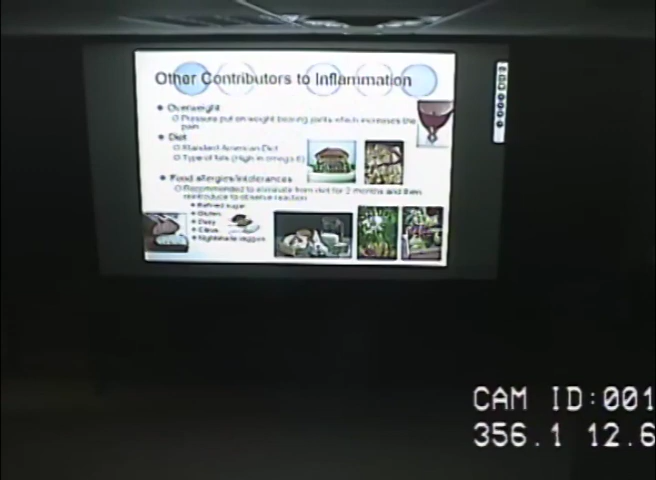 Other Contributors to Inflammation
Overweight
Pressure put on weight bearing joints which increases the
pain
Diet
Standard American Diet
Type of fats (High in omega 6)
Food allergies/intolerances
Recommended to eliminate from diet for 2 months and then
reintroduce to observe reaction
Refined sugar
Gluten
Dairy
Citrus
Nightshade veggies
CAM ID:001
356.1 12.6